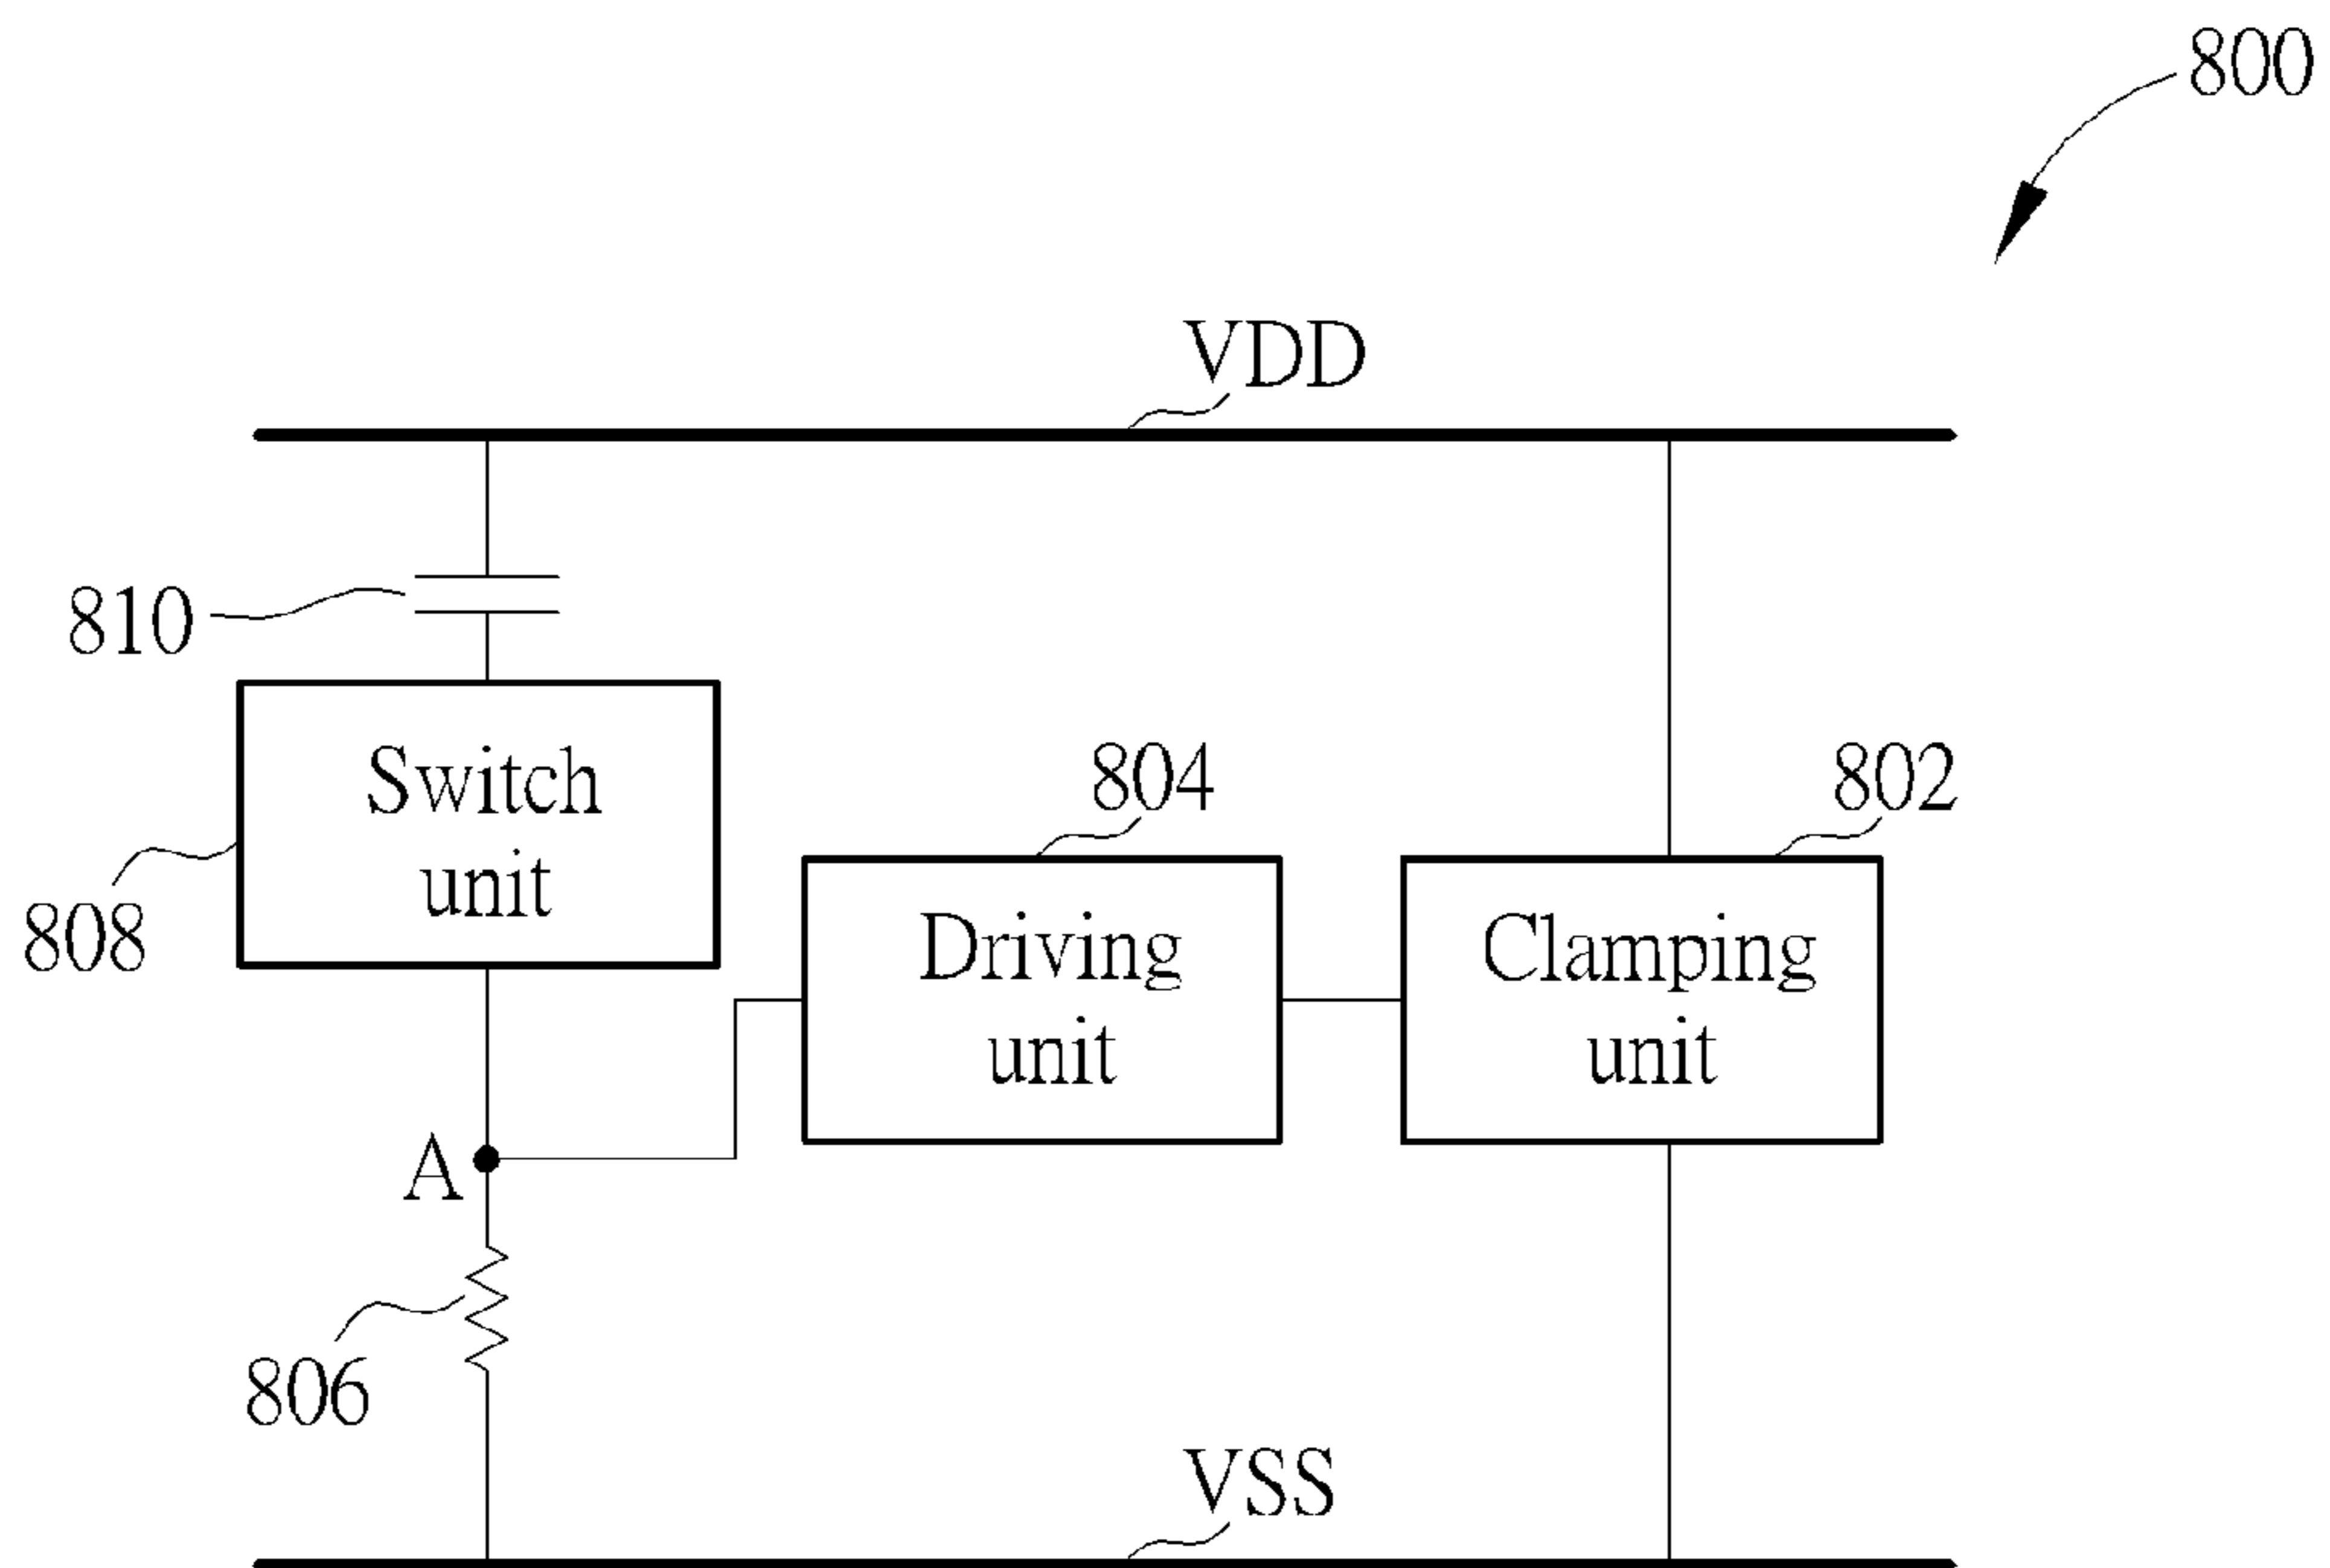 800
VDD
810
Switch
unit
808
804
802
Driving
unit
Clamping
unit
A
806
VSS